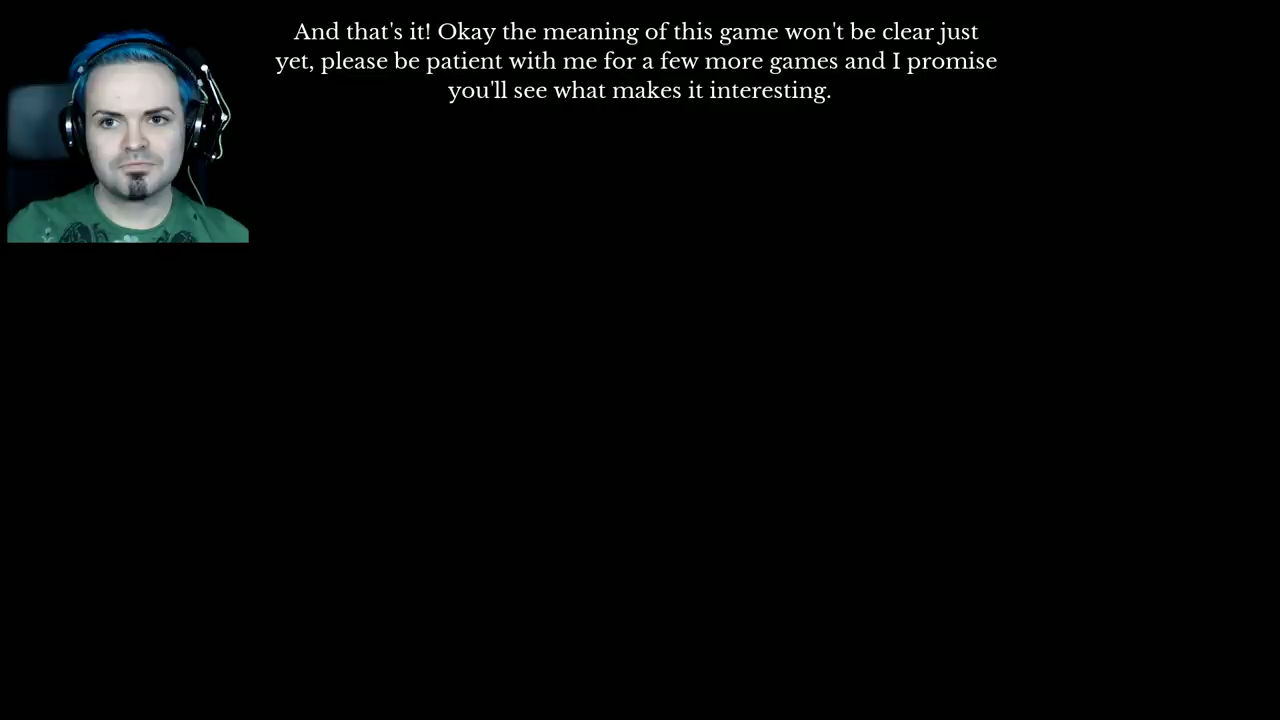 And that's it! Okay the meaning of this game won't be clear just
yet, please be patient with me for a few more games and I promise
you'll see what makes it interesting.